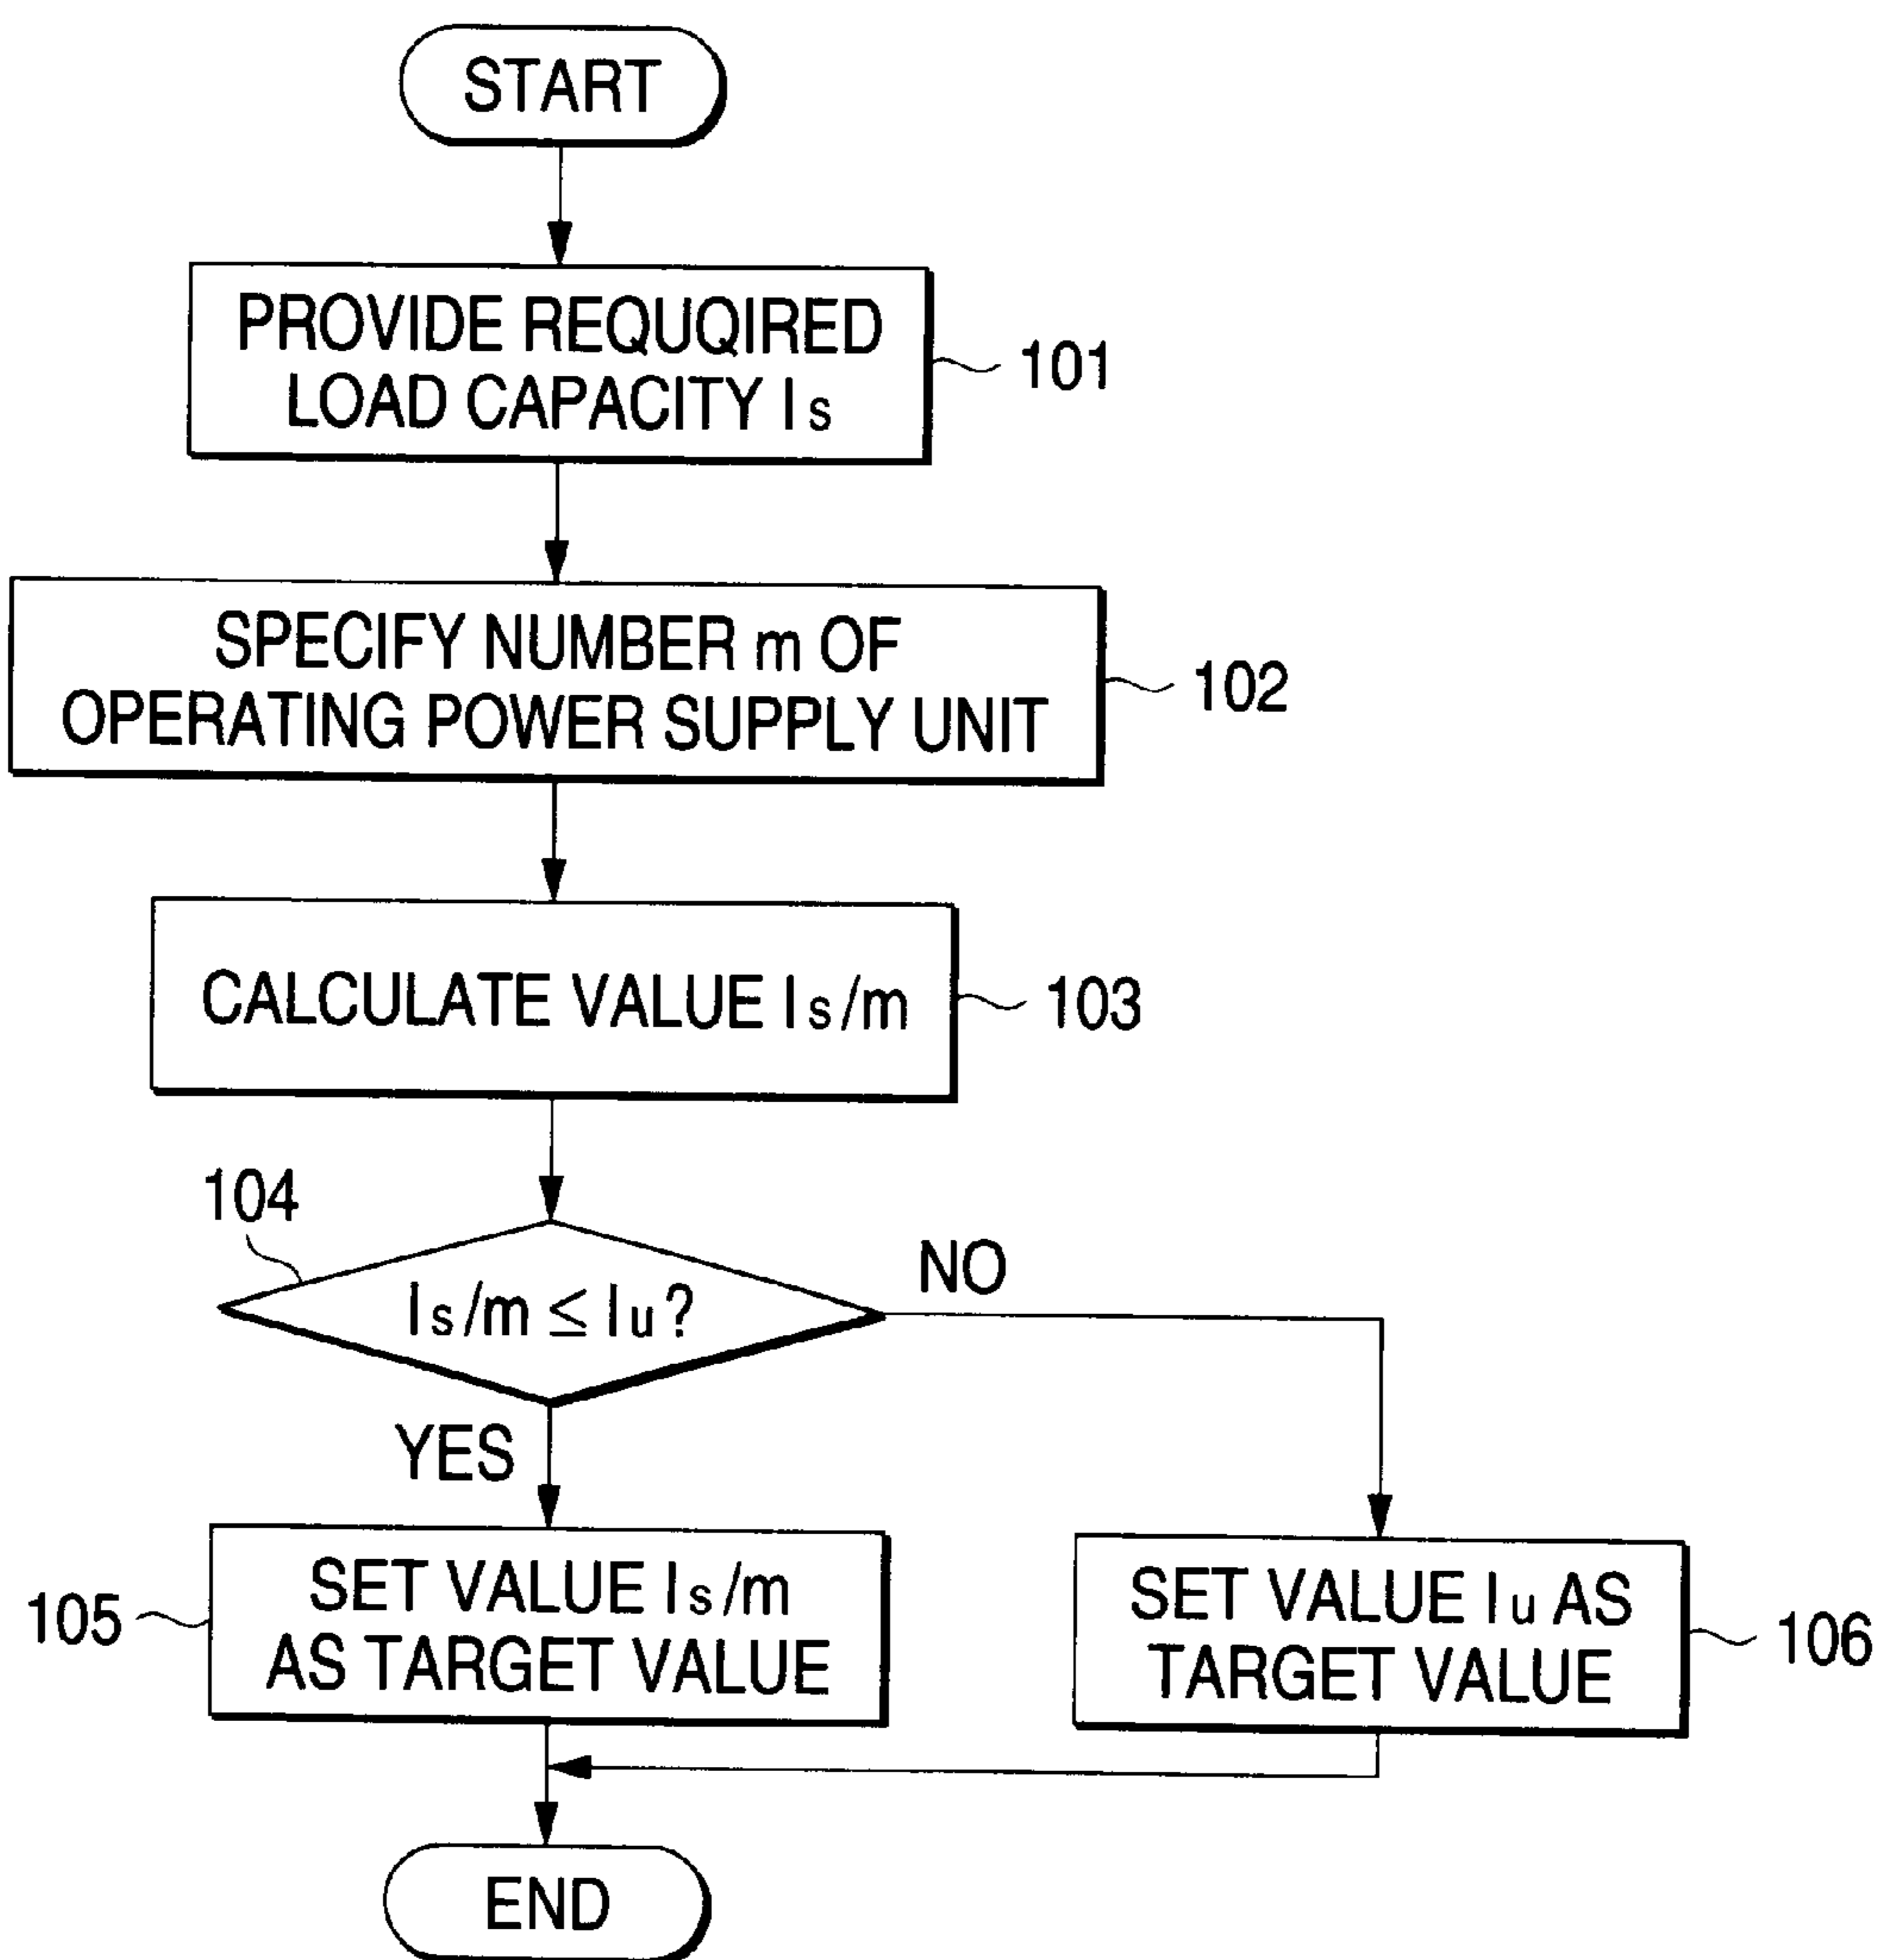 START
PROVIDE REQUQIRED
LOAD CAPACITY Is
101
SPECIFY NUMBER m OF
OPERATING POWER SUPPLY UNIT
102
CALCULATE VALUE Is/m
103
104
Is/m ≤ Iu?
NO
YES
SET VALUE Is/m
AS TARGET VALUE
105
SET VALUE Iu AS
TARGET VALUE
106
END